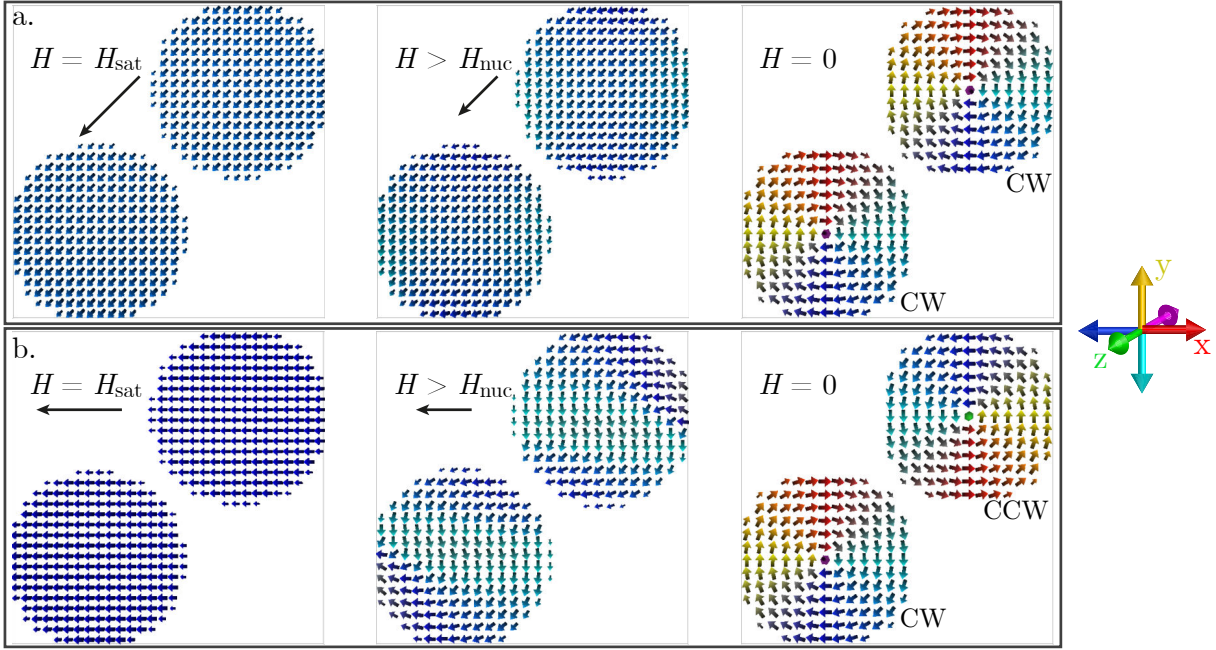 a.
H = H_sat
H > H_nuc
H = 0
CW
CW
y
x
z
b.
H = H_sat
H > H_nuc
H = 0
CCW
CW